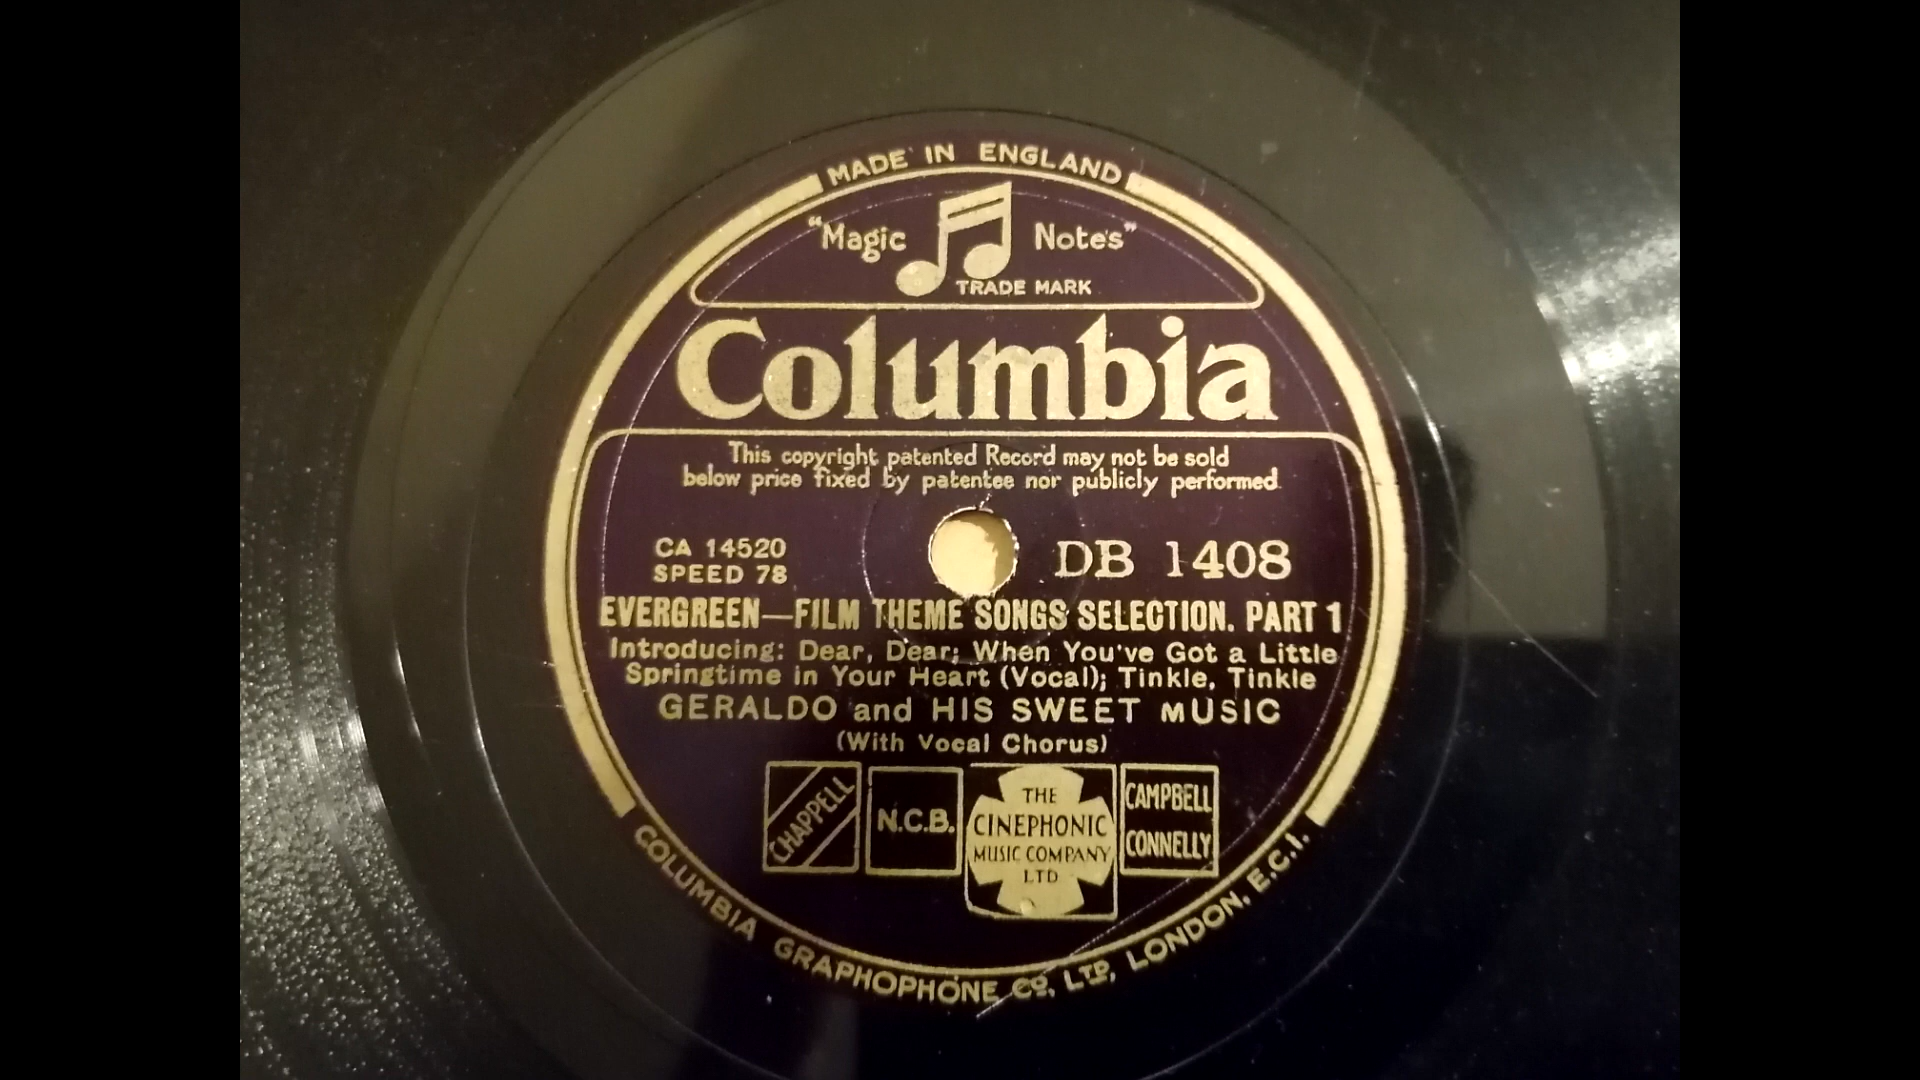 MADE IN ENGLAND
"Magic Notes"
TRADE MARK
Columbia
This copyright patented Record may not be sold
below price fixed by patentee nor publicly performed.
CA 14520
SPEED 78
DB 1408
EVERGREEN—FILM THEME SONGS SELECTION. PART 1
Introducing: Dear, Dear; When You've Got a Little
Springtime in Your Heart (Vocal); Tinkle, Tinkle
GERALDO and HIS SWEET MUSIC
(With Vocal Chorus)
CHAPPELL
N.C.B.
THE
CINEPHONIC
MUSIC COMPANY
LTD
CAMPBELL
CONNELLY
COLUMBIA GRAPHOPHONE CO. LTD, LONDON, E.C.1.